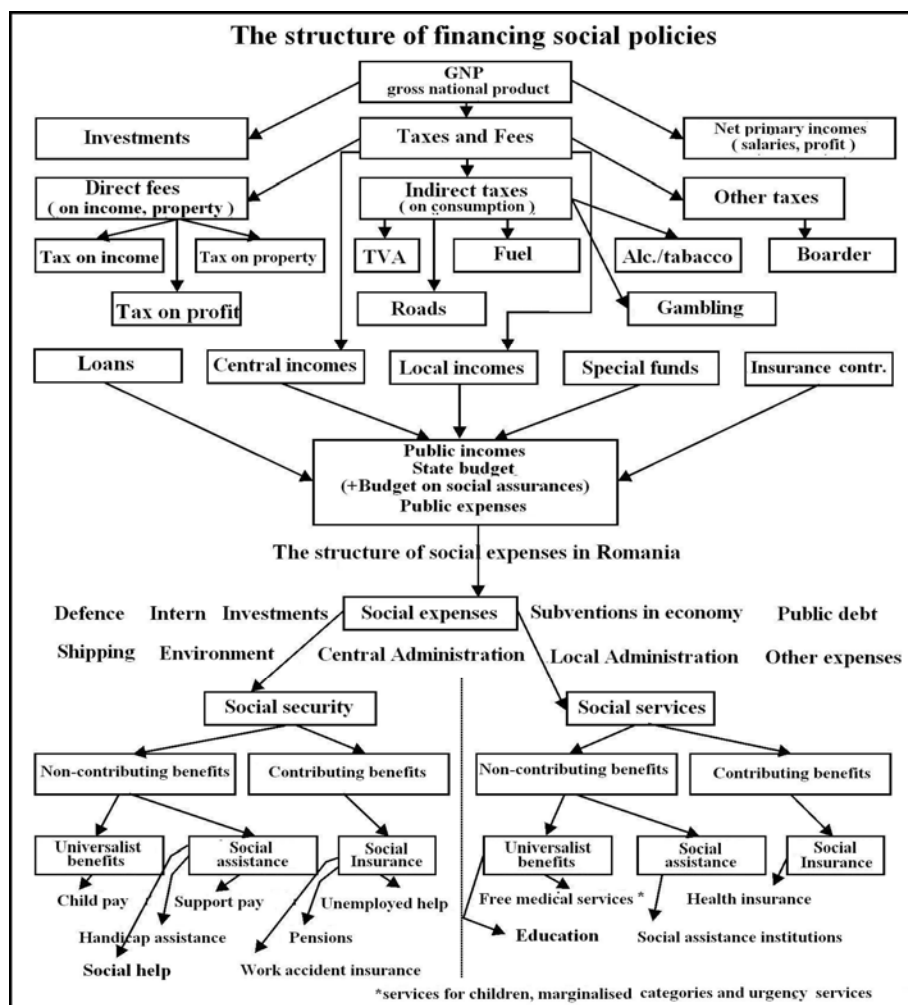 The structure of financing social policies
GNP
gross national product
Investments
Taxes and Fees
Net primary incomes
( salaries, profit )
Direct fees
( on income, property )
Indirect taxes
( on consumption )
Other taxes
Tax on income
Tax on property
TVA
Fuel
Alc./tabacco
Boarder
Tax on profit
Roads
Gambling
Loans
Central incomes
Local incomes
Special funds
Insurance contr.
Public incomes
State budget
(+Budget on social assurances)
Public expenses
The structure of social expenses in Romania
Defence Intern Investments
Social expenses
Subventions in economy
Public debt
Shipping
Environment
Central Administration
Local Administration
Other expenses
Social security
Social services
Non-contributing benefits
Contributing benefits
Non-contributing benefits
Contributing benefits
Universalist
benefits
Social
assistance
Social
Insurance
Universalist
benefits
Social
assistance
Social
Insurance
Child pay
Support pay
Unemployed help
Free medical services *
Health insurance
Handicap assistance
Pensions
Education
Social assistance institutions
Social help
Work accident insurance
*services for children, marginalised categories and urgency services